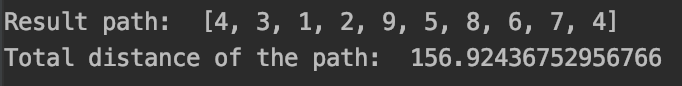 Result path:  [4, 3, 1, 2, 9, 5, 8, 6, 7, 4]
Total distance of the path:  156.92436752956766